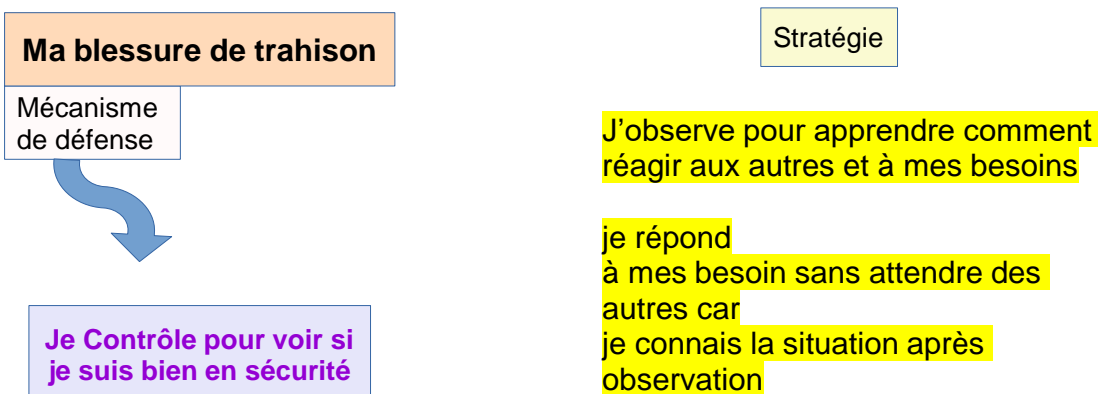 Ma blessure de trahison
Mécanisme
de défense
Je Contrôle pour voir si
je suis bien en sécurité
Stratégie
J’observe pour apprendre comment
réagir aux autres et à mes besoins
je répond
à mes besoin sans attendre des
autres car
je connais la situation après
observation